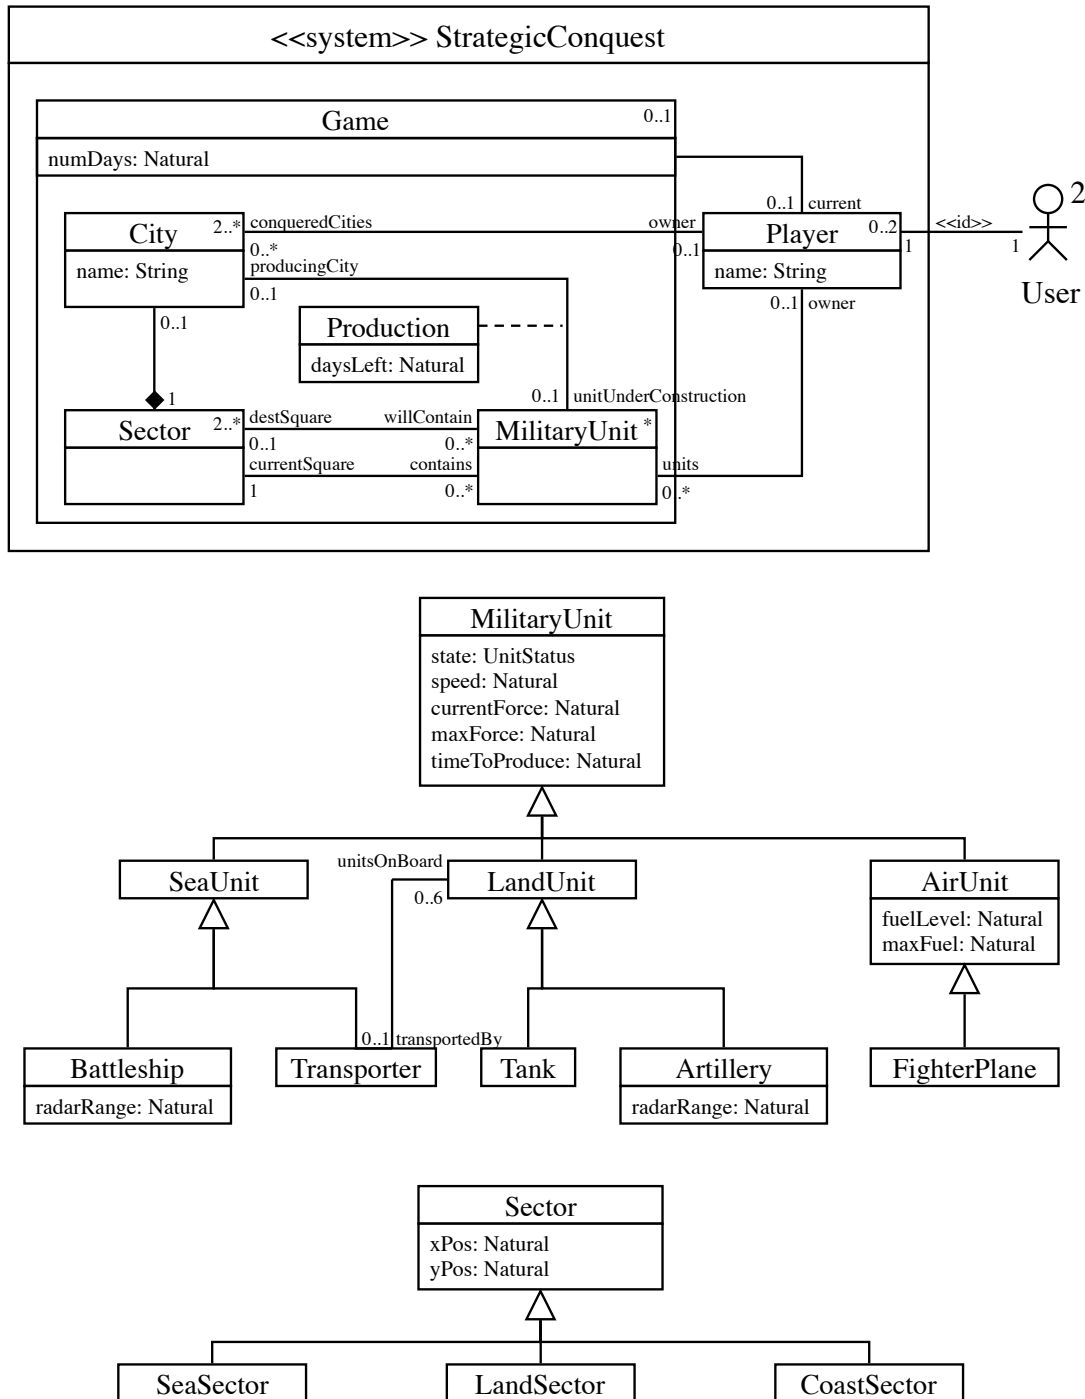 <<system>> StrategicConquest
Game 0..1
numDays: Natural
0..1 current
City 2..*
conqueredCities
owner
Player 0..2
<<id>>
2
0..*
0..1
1
1
name: String
producingCity
name: String
User
0..1
0..1
0..1 owner
Production
daysLeft: Natural
0..1 unitUnderConstruction
1
Sector 2..*
destSquare
willContain
MilitaryUnit *
0..1
0..*
currentSquare
contains
units
1
0..*
0..*
MilitaryUnit
state: UnitStatus
speed: Natural
currentForce: Natural
maxForce: Natural
timeToProduce: Natural
unitsOnBoard
SeaUnit
LandUnit
AirUnit
0..6
fuelLevel: Natural
maxFuel: Natural
0..1 transportedBy
Battleship
Transporter
Tank
Artillery
FighterPlane
radarRange: Natural
radarRange: Natural
Sector
xPos: Natural
yPos: Natural
SeaSector
LandSector
CoastSector